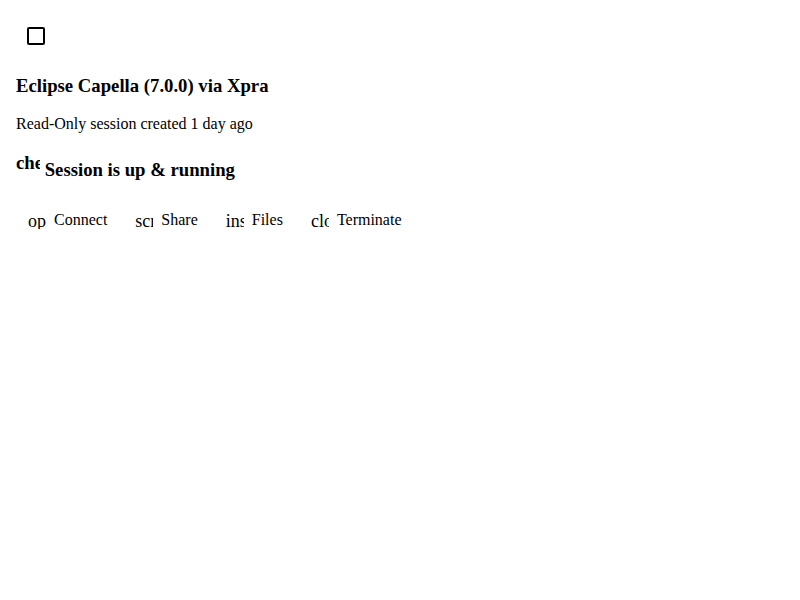 Eclipse Capella (7.0.0) via Xpra
Read-Only session created 1 day ago
che Session is up & running
op Connect scr Share ins Files clo Terminate